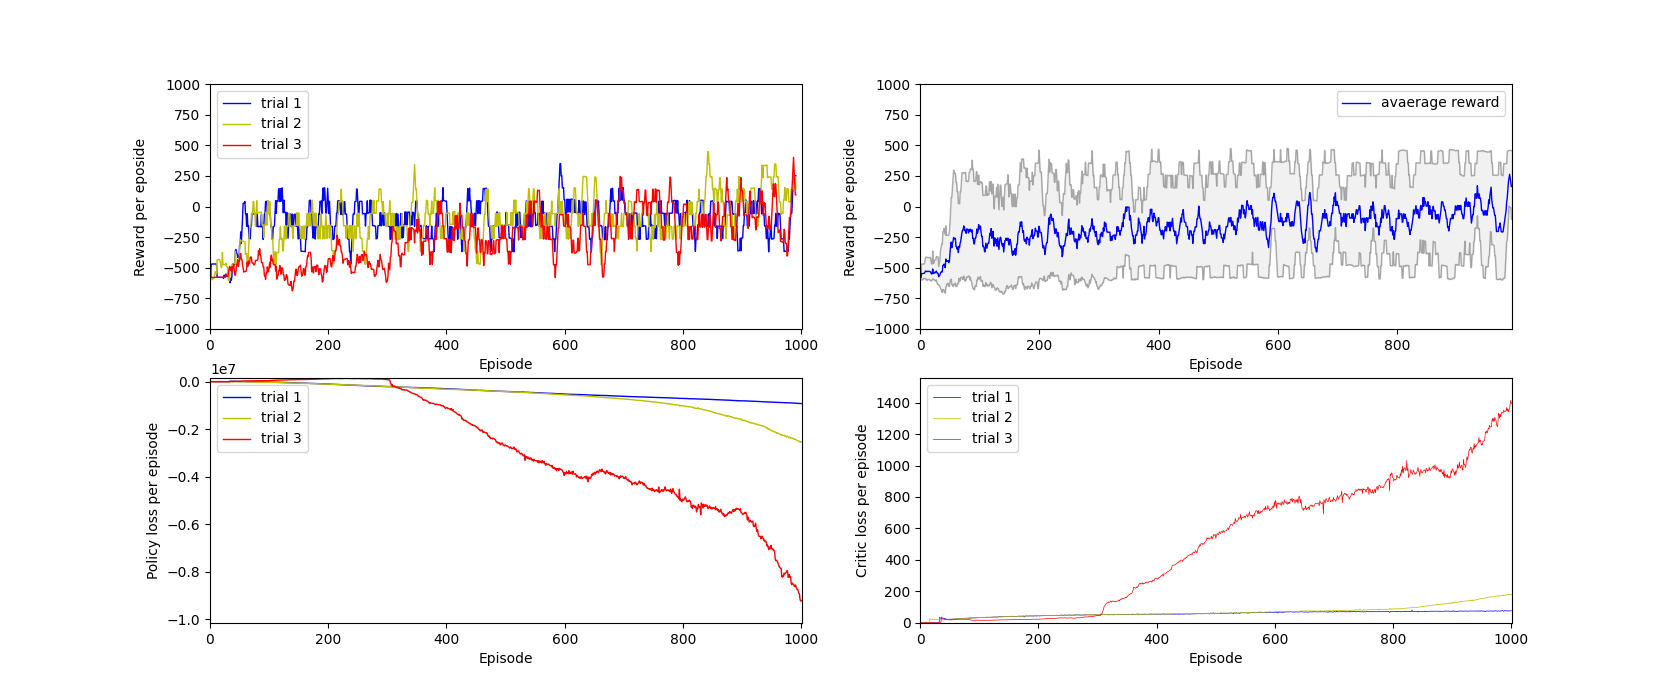 1000
750
500
250
0
−250
−500
−750
−1000
Reward per eposide
trial 1
trial 2
trial 3
0
200
400
600
800
1000
Episode
1000
750
500
250
0
−250
−500
−750
−1000
Reward per eposide
avaerage reward
0
200
400
600
800
Episode
1e7
0.0
−0.2
−0.4
−0.6
−0.8
−1.0
Policy loss per episode
trial 1
trial 2
trial 3
0
200
400
600
800
1000
Episode
1400
1200
1000
800
600
400
200
0
Critic loss per episode
trial 1
trial 2
trial 3
0
200
400
600
800
1000
Episode